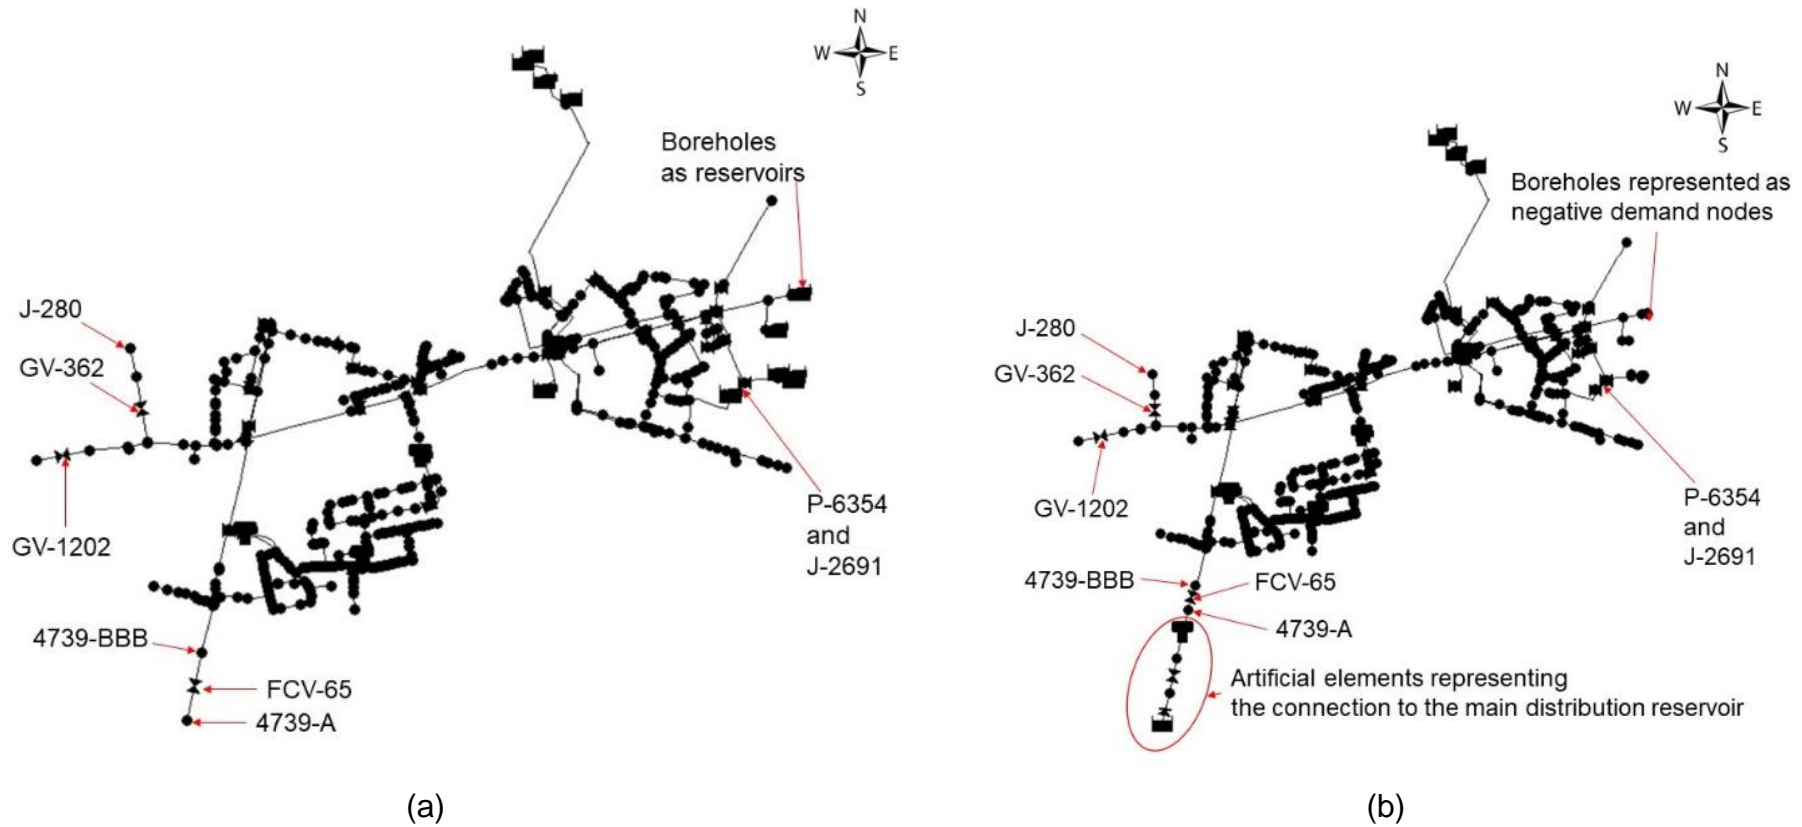 N
W
E
S
Boreholes
as reservoirs
J-280
GV-362
GV-1202
P-6354
and
J-2691
4739-BBB
FCV-65
4739-A
(a)
N
W
E
S
Boreholes represented as
negative demand nodes
J-280
GV-362
GV-1202
P-6354
and
J-2691
4739-BBB
FCV-65
4739-A
Artificial elements representing
the connection to the main distribution reservoir
(b)